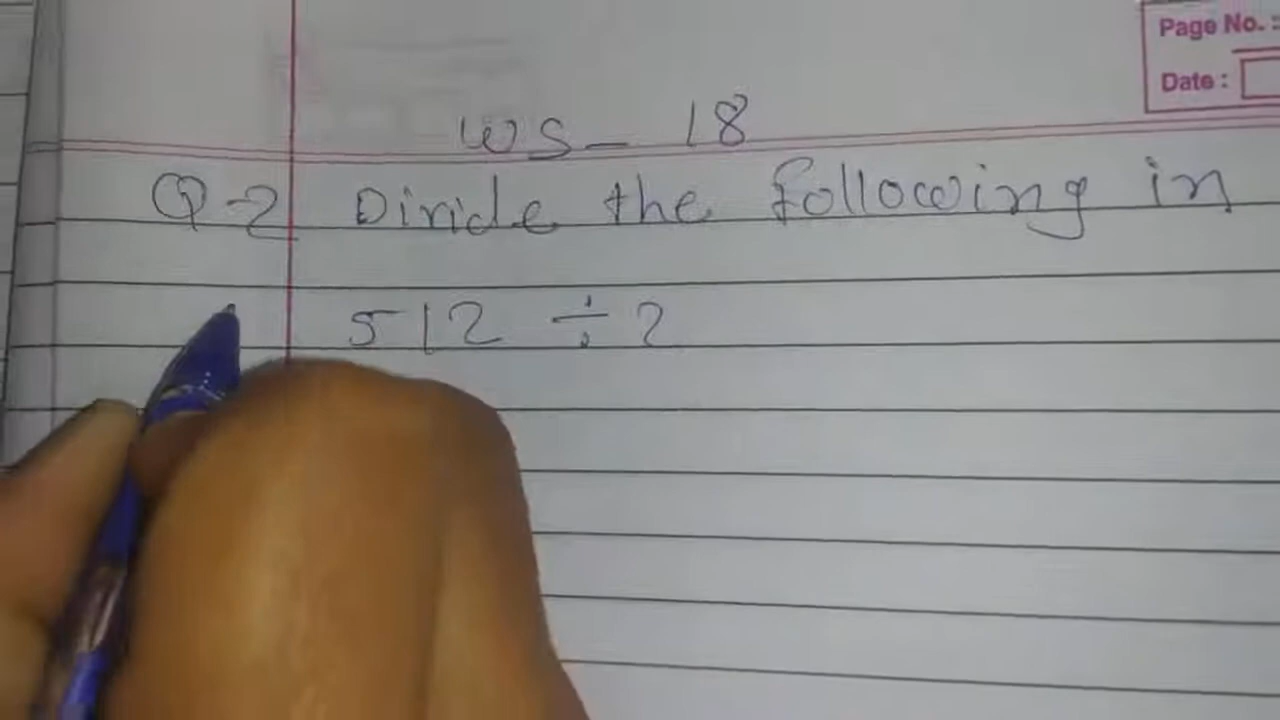 Page No. :
Date :
WS - 18
Q-2 Divide the following in
512 ÷ 2